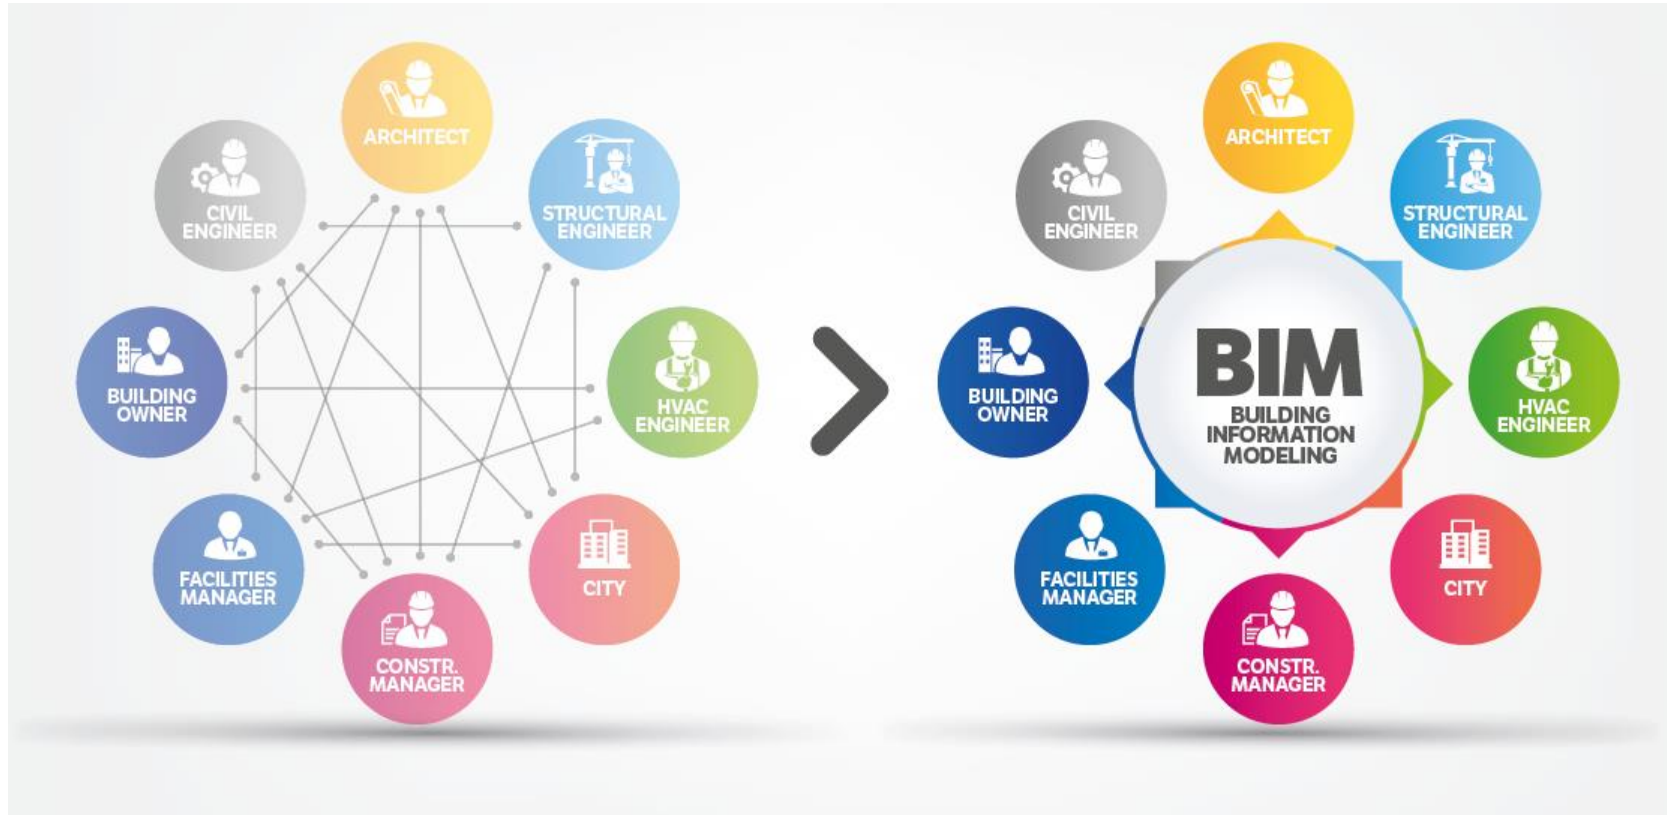 ARCHITECT
STRUCTURAL
ENGINEER
HVAC
ENGINEER
CITY
CONSTR.
MANAGER
FACILITIES
MANAGER
BUILDING
OWNER
CIVIL
ENGINEER
ARCHITECT
STRUCTURAL
ENGINEER
HVAC
ENGINEER
CITY
CONSTR.
MANAGER
FACILITIES
MANAGER
BUILDING
OWNER
CIVIL
ENGINEER
BIM
BUILDING
INFORMATION
MODELING